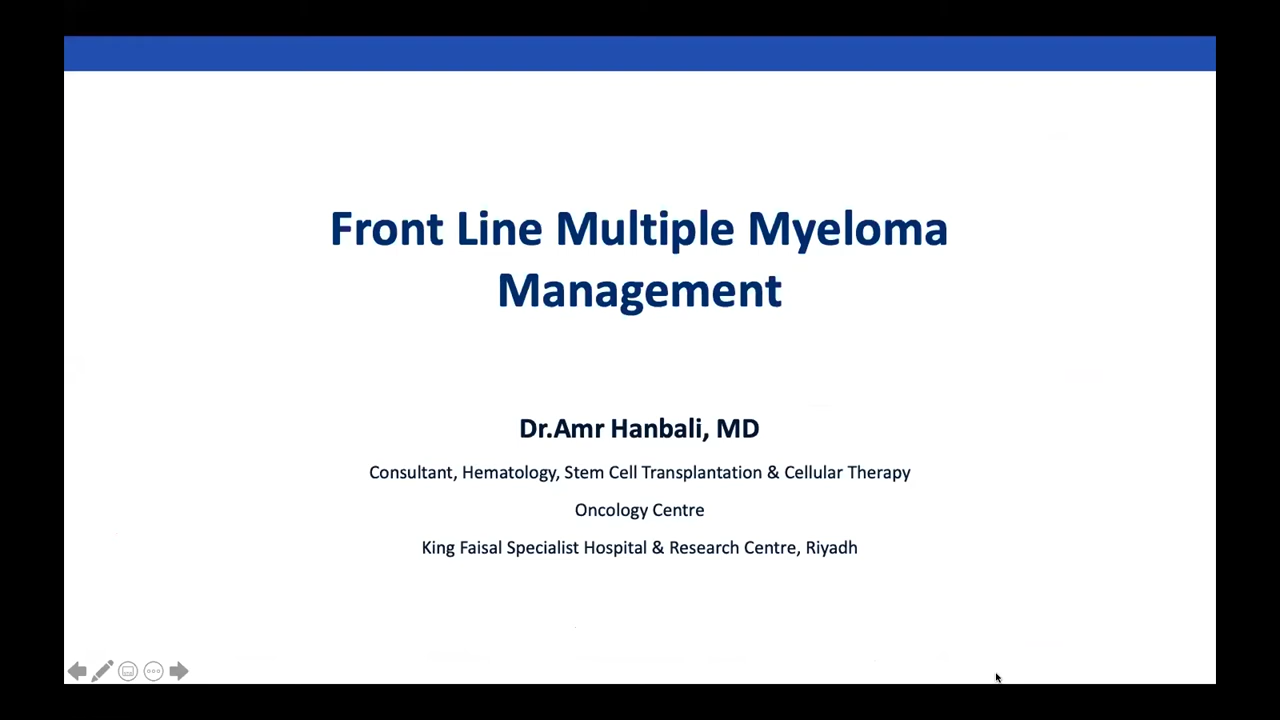 Front Line Multiple Myeloma
Management
Dr.Amr Hanbali, MD
Consultant, Hematology, Stem Cell Transplantation & Cellular Therapy
Oncology Centre
King Faisal Specialist Hospital & Research Centre, Riyadh